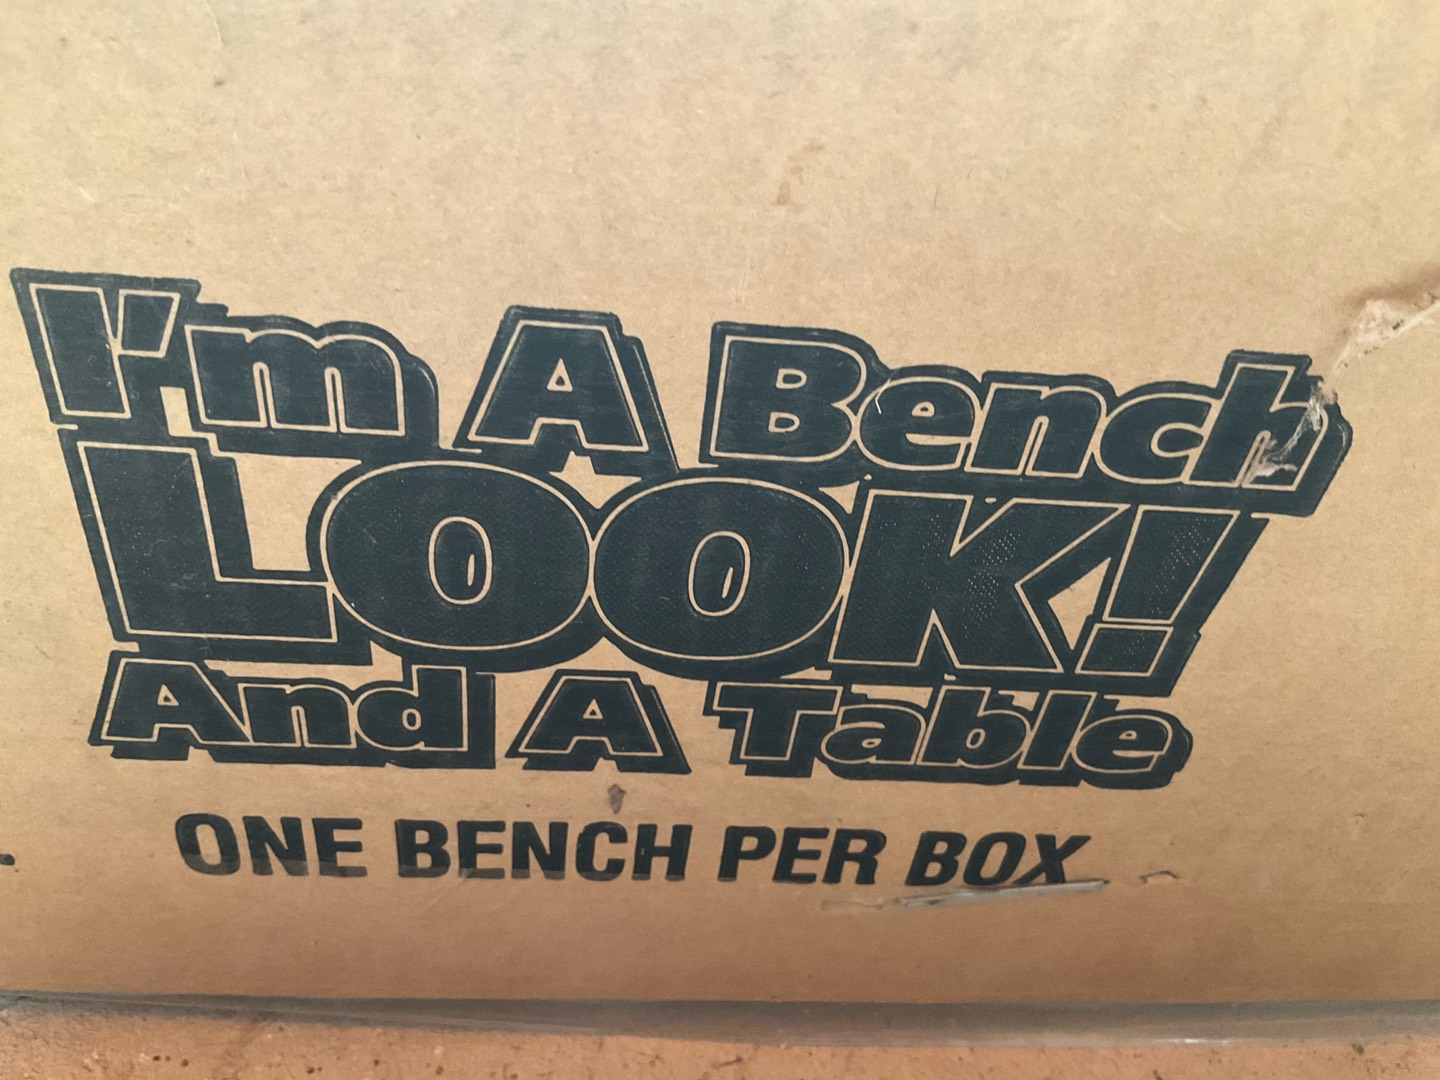 I'm A Bench
LOOK!
And A Table
ONE BENCH PER BOX